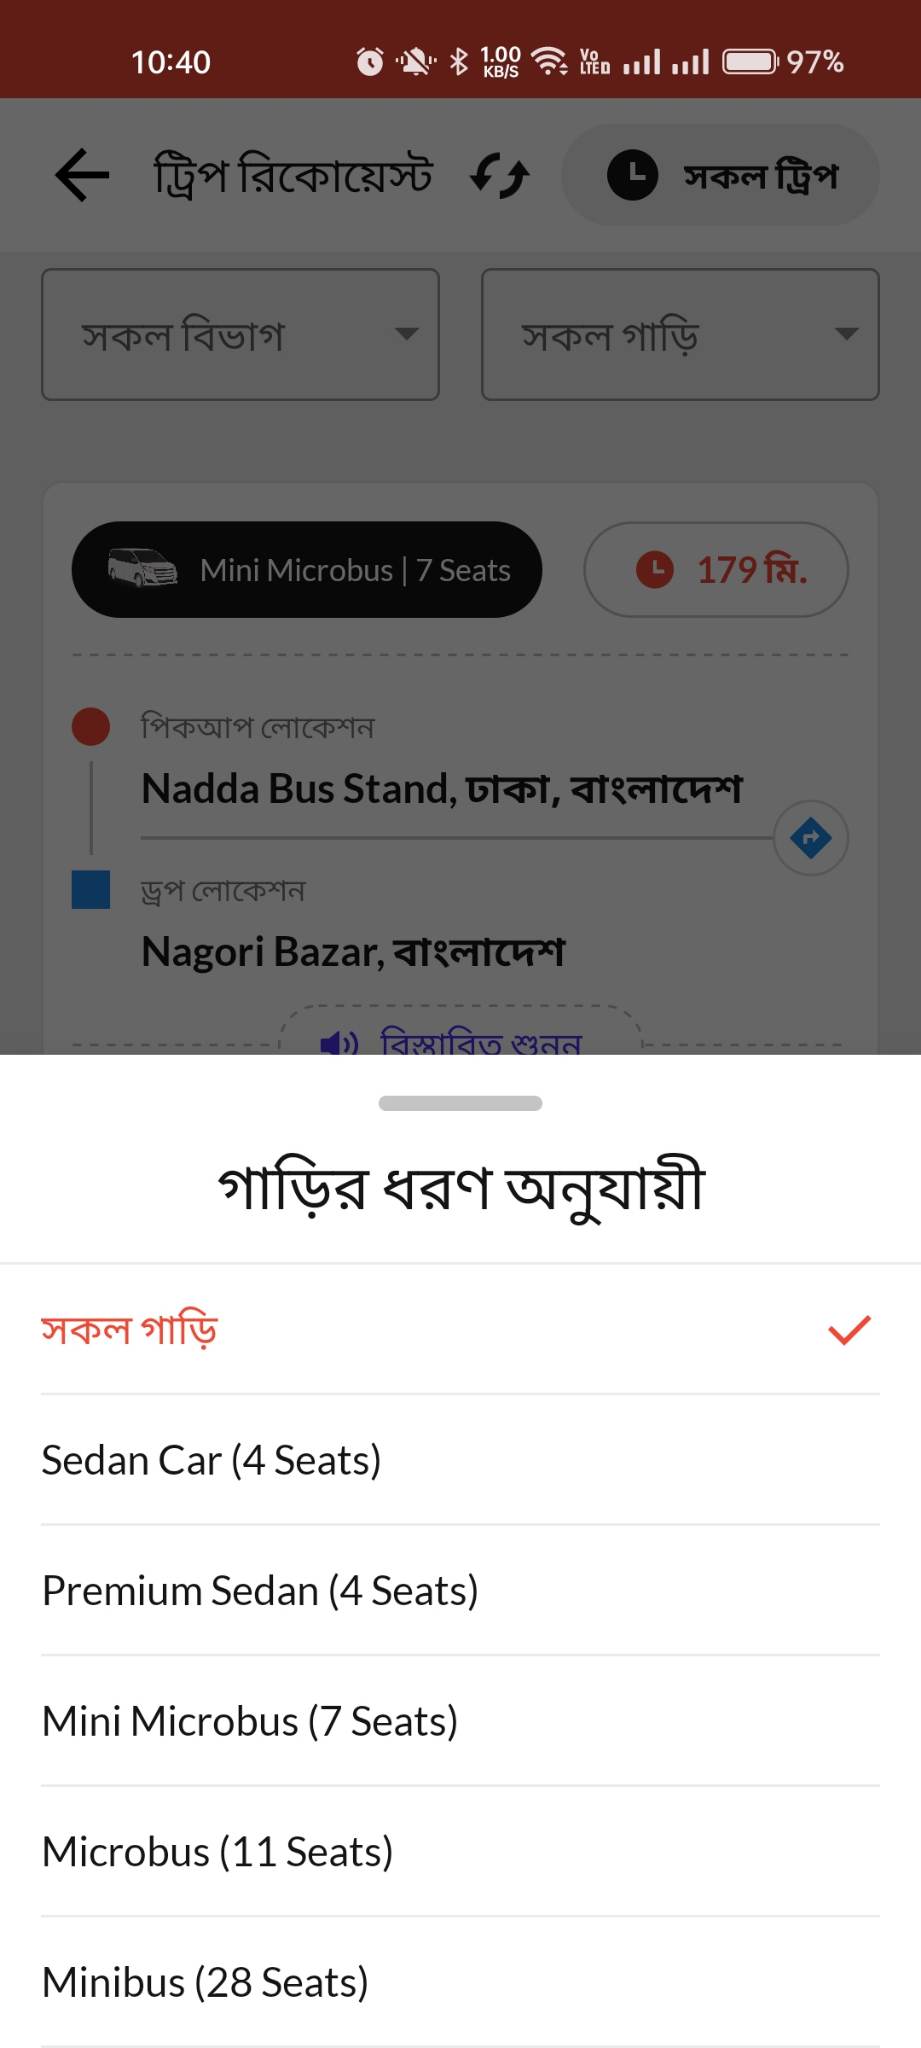 10:40 1.00 KB/S Vo LTED 97%
ট্রিপ রিকোয়েস্ট সকল ট্রিপ
সকল বিভাগ সকল গাড়ি
Mini Microbus | 7 Seats 179 মি.
পিকআপ লোকেশন
Nadda Bus Stand, ঢাকা, বাংলাদেশ
ড্রপ লোকেশন
Nagori Bazar, বাংলাদেশ
বিস্তারিত শুনুন
গাড়ির ধরণ অনুযায়ী
সকল গাড়ি
Sedan Car (4 Seats)
Premium Sedan (4 Seats)
Mini Microbus (7 Seats)
Microbus (11 Seats)
Minibus (28 Seats)